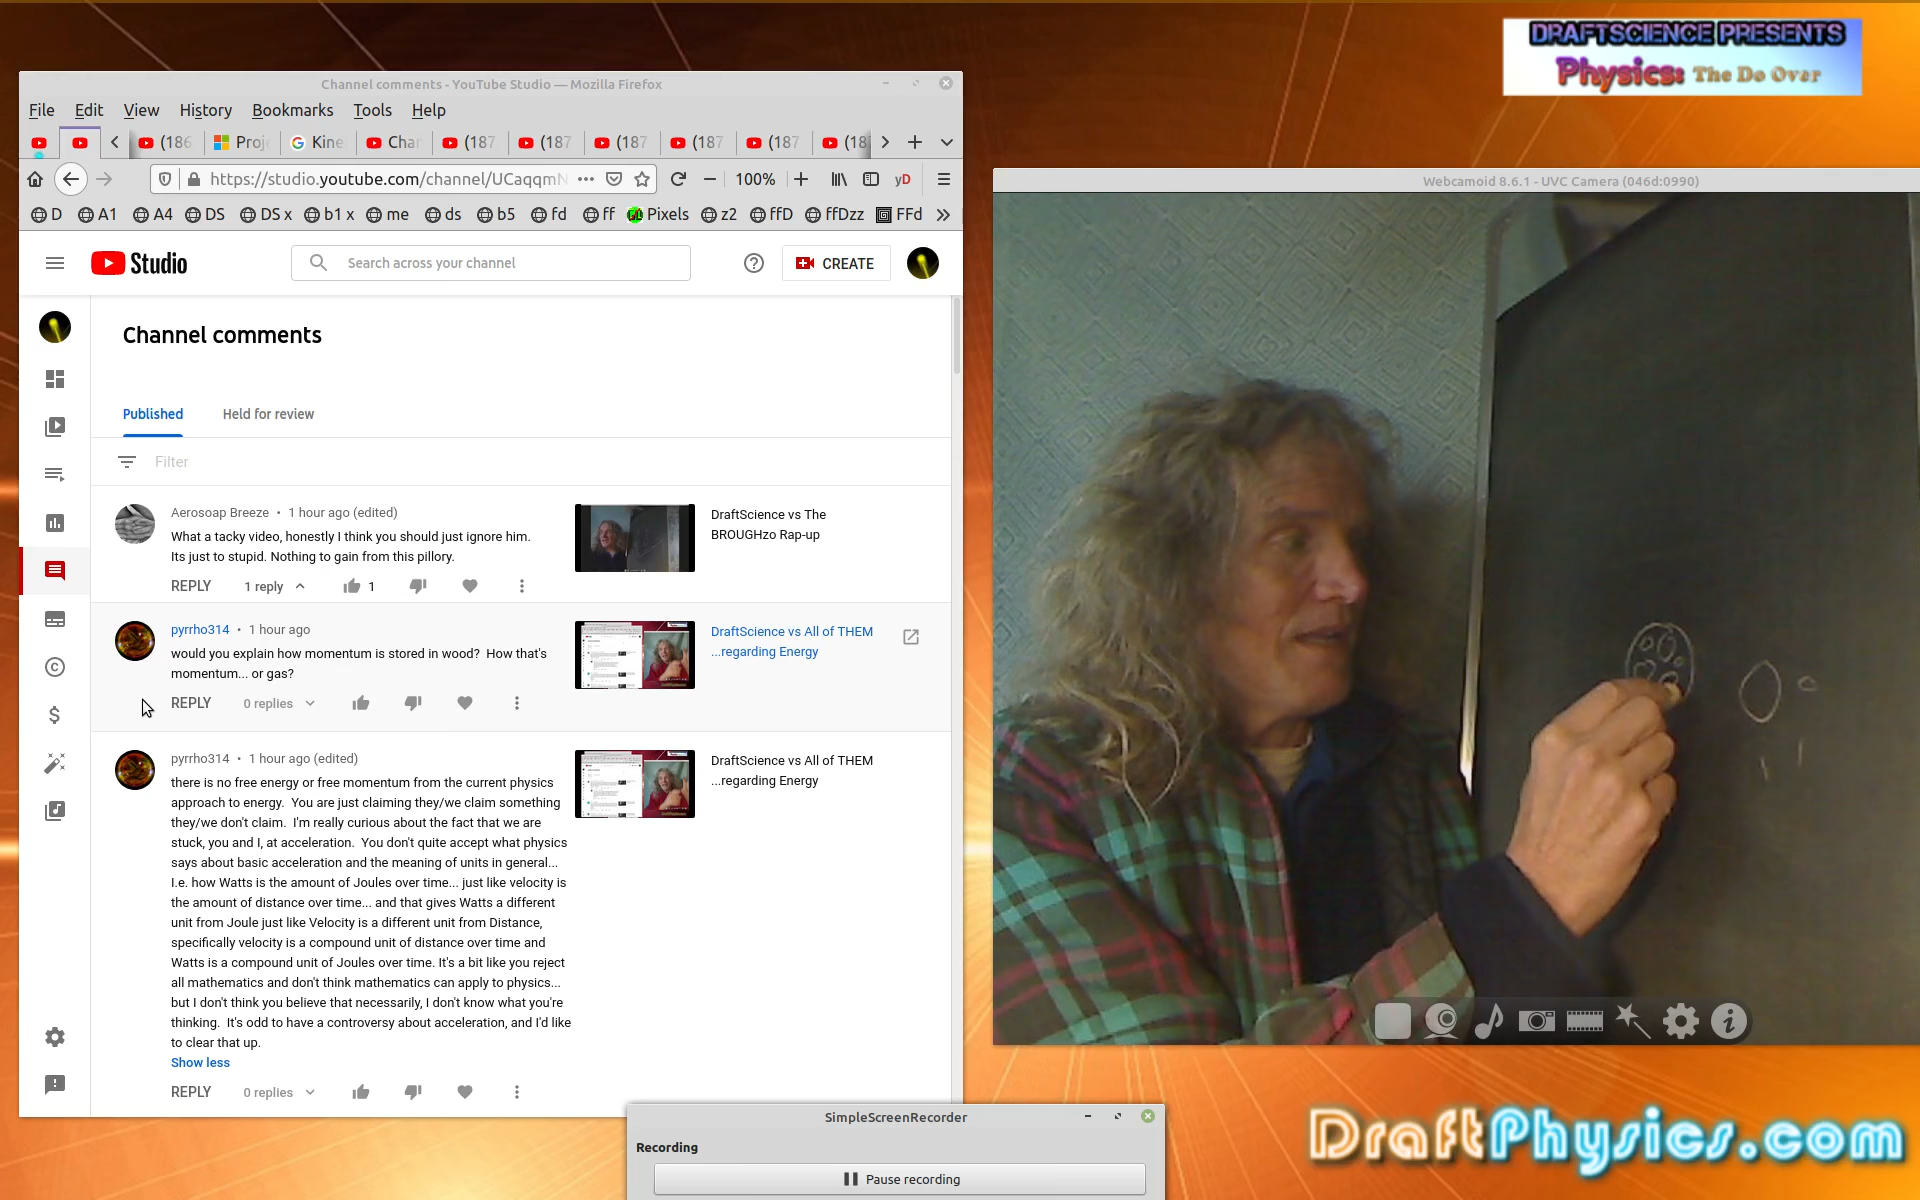 DRAFTSCIENCE PRESENTS
Physics: The Do Over
Channel comments - YouTube Studio — Mozilla Firefox
File Edit View History Bookmarks Tools Help
(186 Proj Kine Chan (187 (187 (187 (187 (187 (187
https://studio.youtube.com/channel/UCaqqmN 100% yD
D A1 A4 DS DS x b1 x me ds b5 fd ff Pixels z2 ffD ffDzz FFd
Studio
Search across your channel
CREATE
Channel comments
Published Held for review
Filter
Aerosoap Breeze • 1 hour ago (edited)
What a tacky video, honestly I think you should just ignore him.
Its just to stupid. Nothing to gain from this pillory.
REPLY 1 reply 1
DraftScience vs The
BROUGHzo Rap-up
pyrrho314 • 1 hour ago
would you explain how momentum is stored in wood? How that's
momentum... or gas?
REPLY 0 replies
DraftScience vs All of THEM
...regarding Energy
pyrrho314 • 1 hour ago (edited)
there is no free energy or free momentum from the current physics
approach to energy. You are just claiming they/we claim something
they/we don't claim. I'm really curious about the fact that we are
stuck, you and I, at acceleration. You don't quite accept what physics
says about basic acceleration and the meaning of units in general...
I.e. how Watts is the amount of Joules over time... just like velocity is
the amount of distance over time... and that gives Watts a different
unit from Joule just like Velocity is a different unit from Distance,
specifically velocity is a compound unit of distance over time and
Watts is a compound unit of Joules over time. It's a bit like you reject
all mathematics and don't think mathematics can apply to physics...
but I don't think you believe that necessarily, I don't know what you're
thinking. It's odd to have a controversy about acceleration, and I'd like
to clear that up.
Show less
REPLY 0 replies
DraftScience vs All of THEM
...regarding Energy
Webcamoid 8.6.1 - UVC Camera (046d:0990)
SimpleScreenRecorder
Recording
Pause recording
DraftPhysics.com